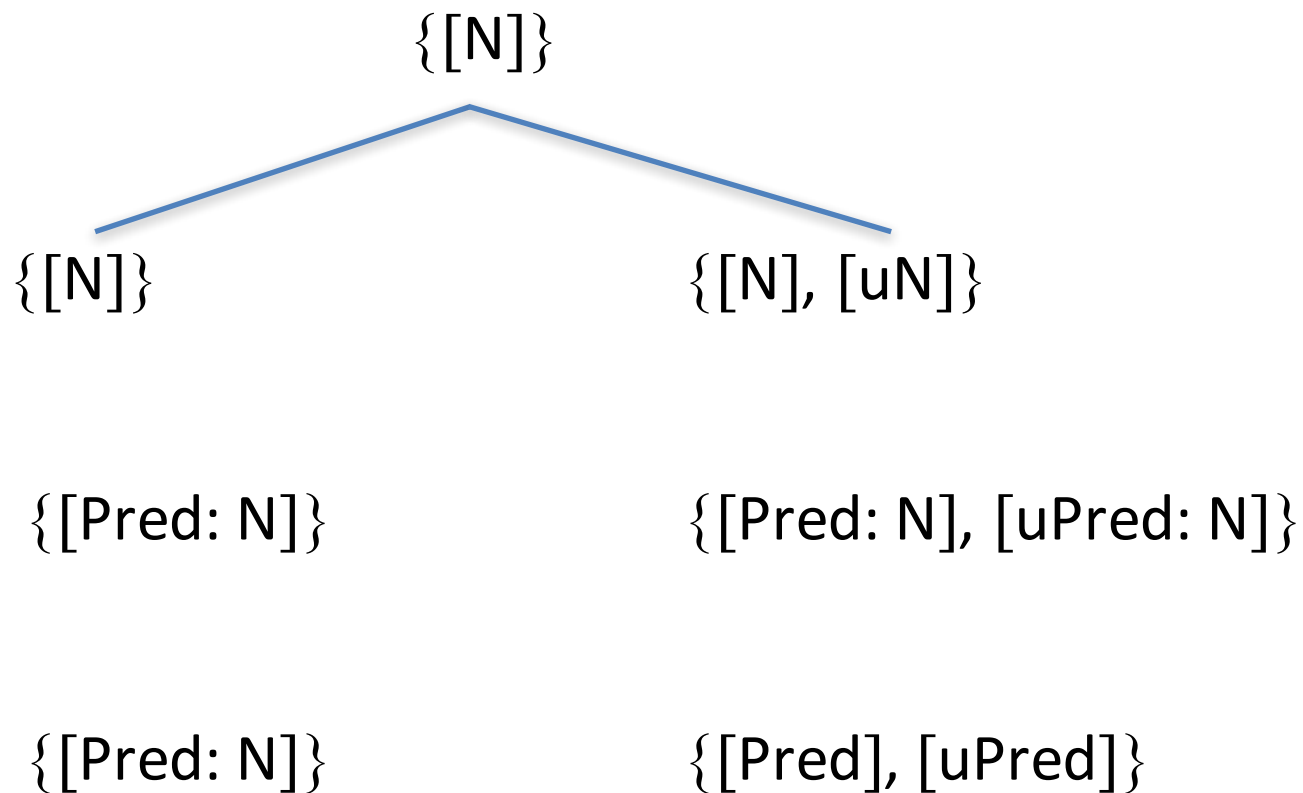 {[N]}
{[N]} {[N], [uN]}
{[Pred: N]} {[Pred: N], [uPred: N]}
{[Pred: N]} {[Pred], [uPred]}